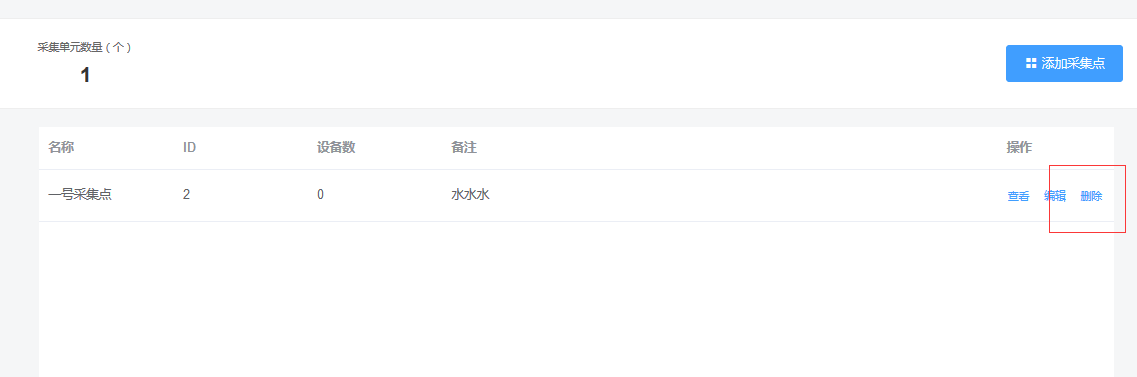 采集单元数量（个）
1
添加采集点
名称 ID 设备数 备注 操作
一号采集点 2 0 水水水 查看 编辑 删除